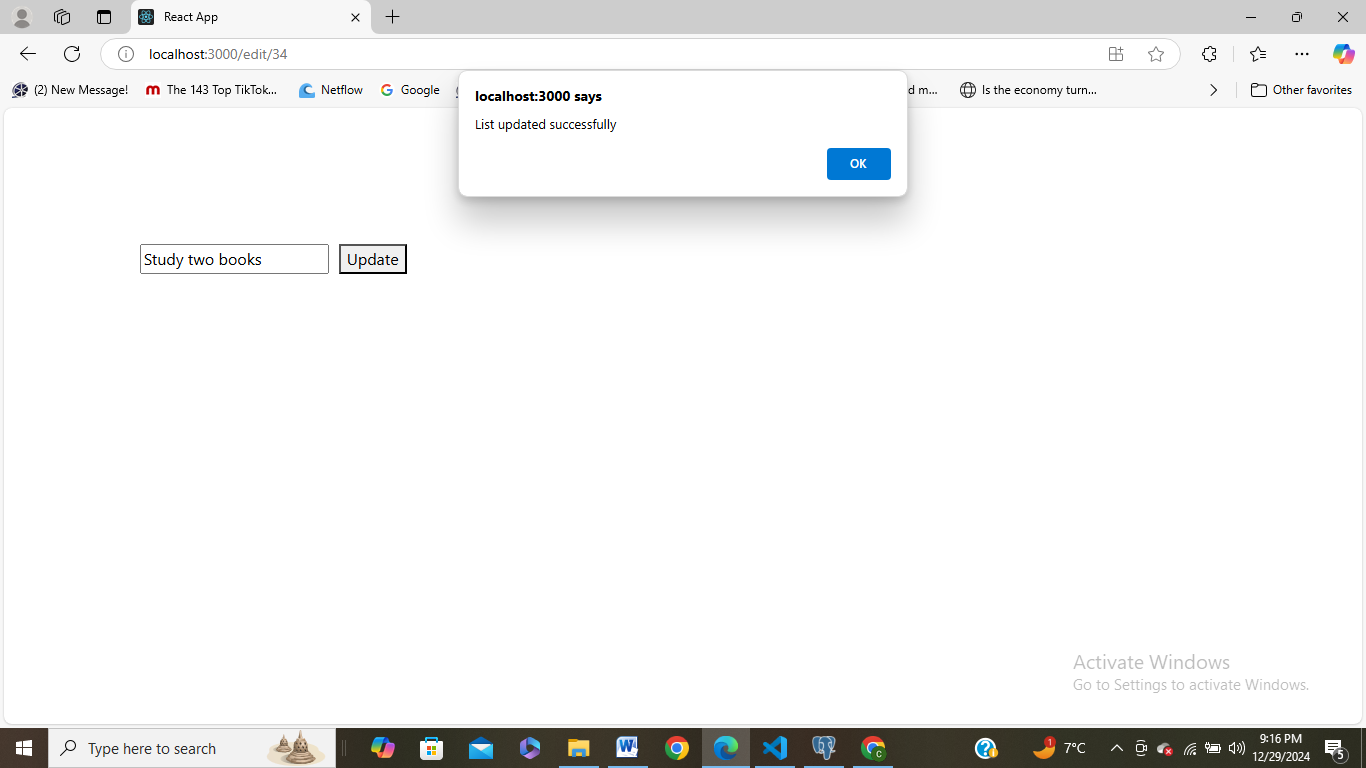 React App
localhost:3000/edit/34
(2) New Message!
The 143 Top TikTok...
Netflow
Google
d m...
Is the economy turn...
Other favorites
localhost:3000 says
List updated successfully
OK
Study two books
Update
Activate Windows
Go to Settings to activate Windows.
Type here to search
1
7°C
9:16 PM
12/29/2024
5